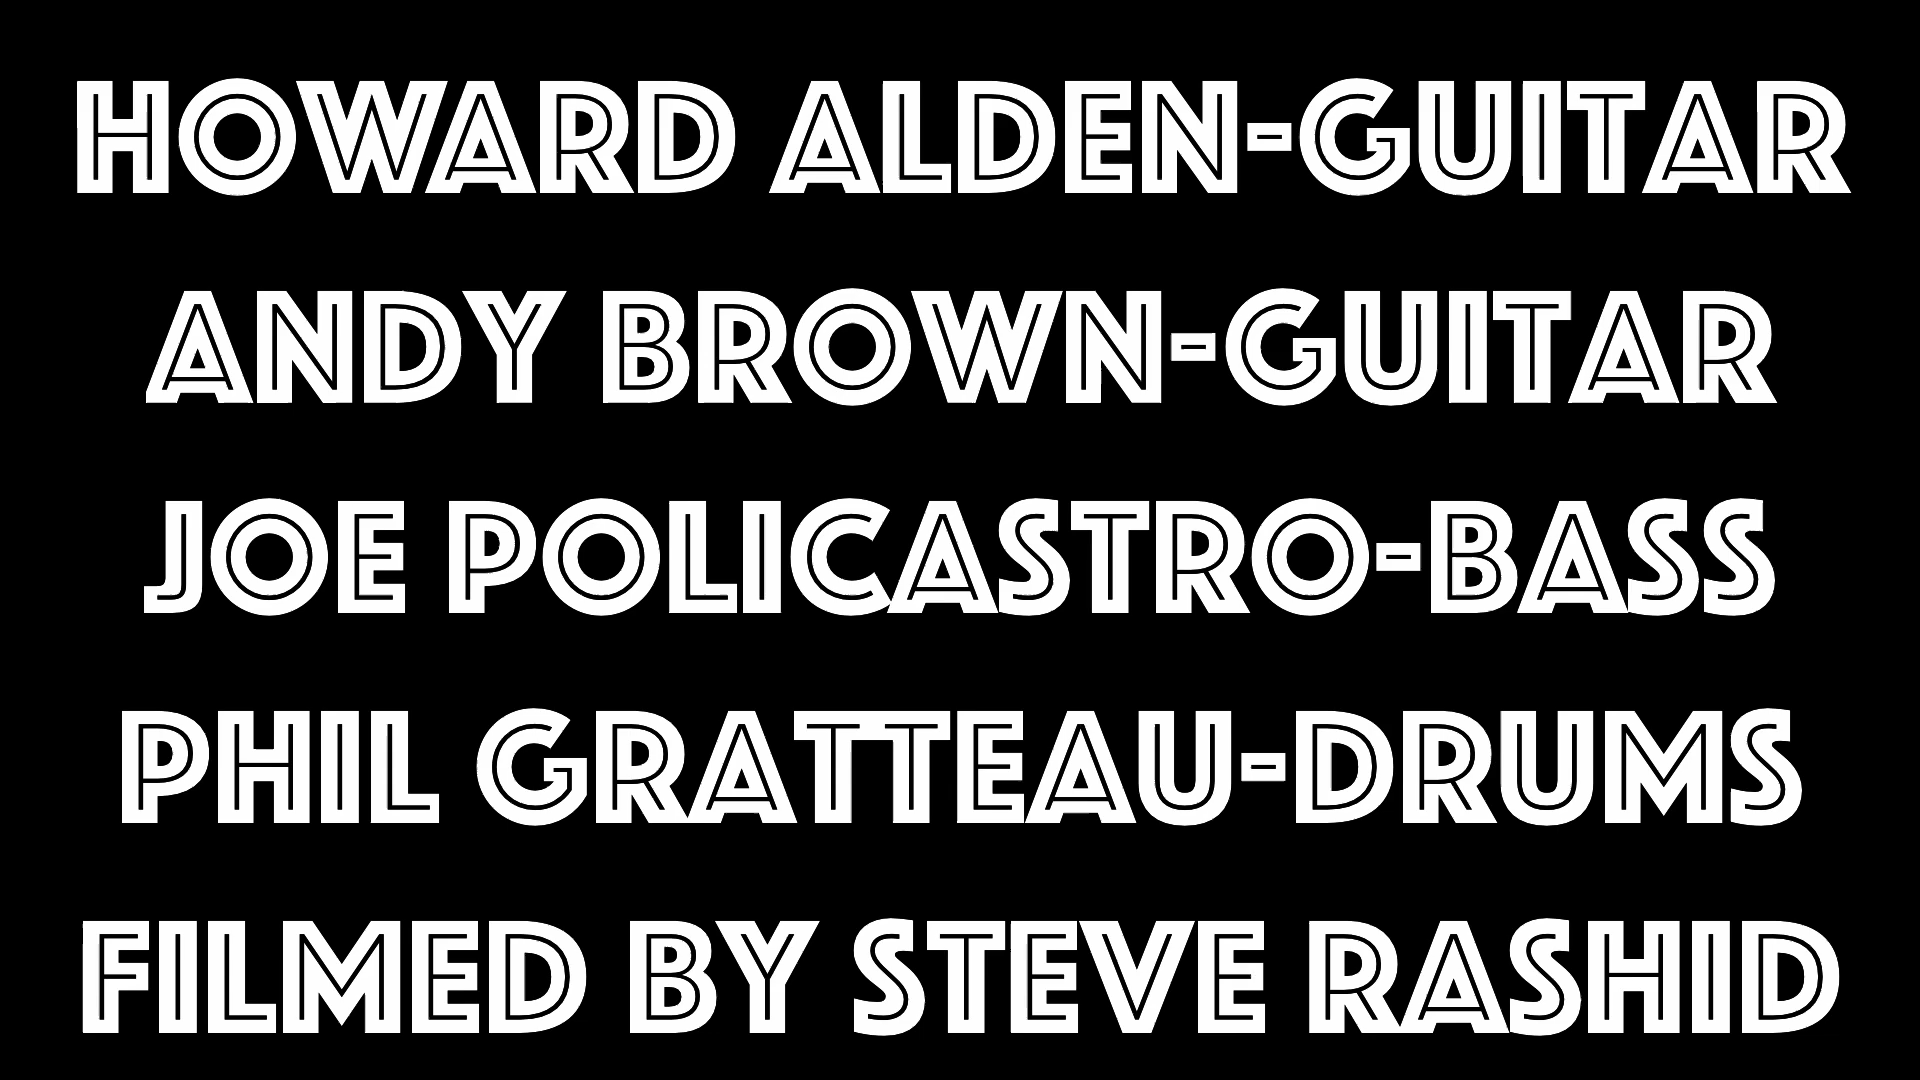 HOWARD ALDEN-GUITAR
ANDY BROWN-GUITAR
JOE POLICASTRO-BASS
PHIL GRATTEAU-DRUMS
FILMED BY STEVE RASHID